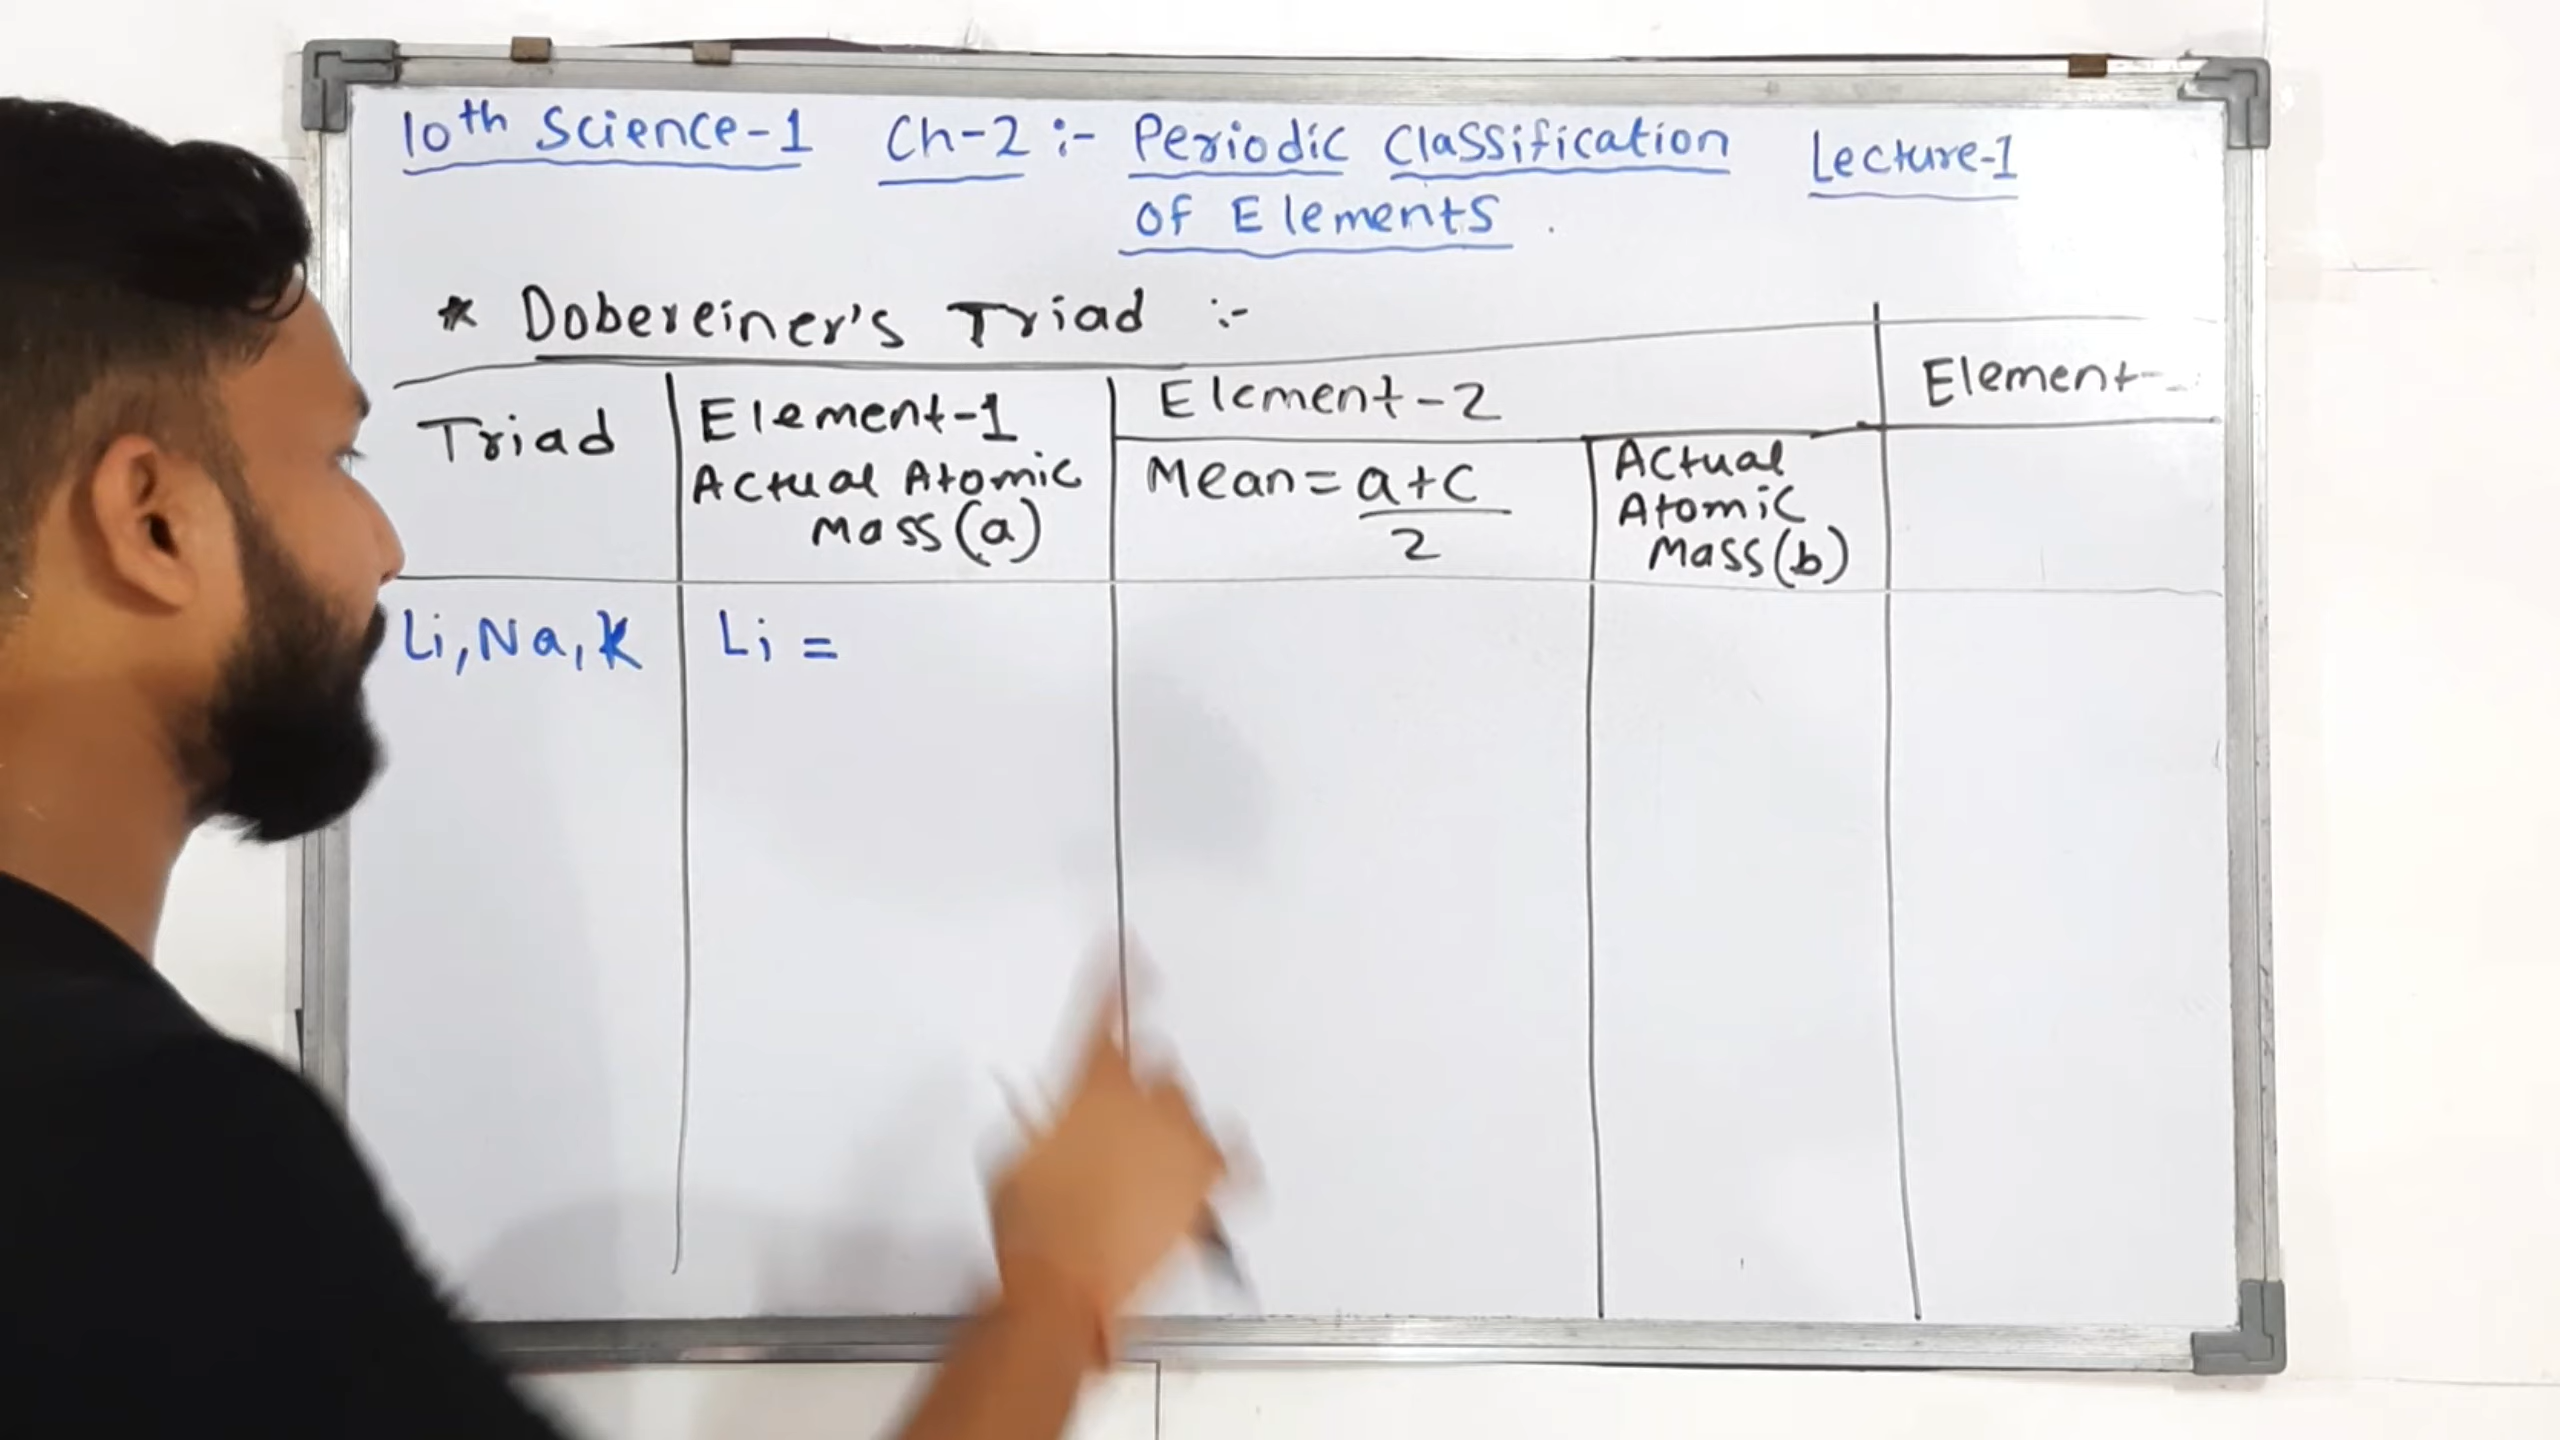 10th Science-1 Ch-2 :- Periodic Classification Lecture-1
of Elements .
* Dobereiner's Triad :-
Triad
Element-1
Actual Atomic
Mass (a)
Element-2
Mean = a+c
2
Actual
Atomic
Mass (b)
Element-
Li, Na, K
Li =